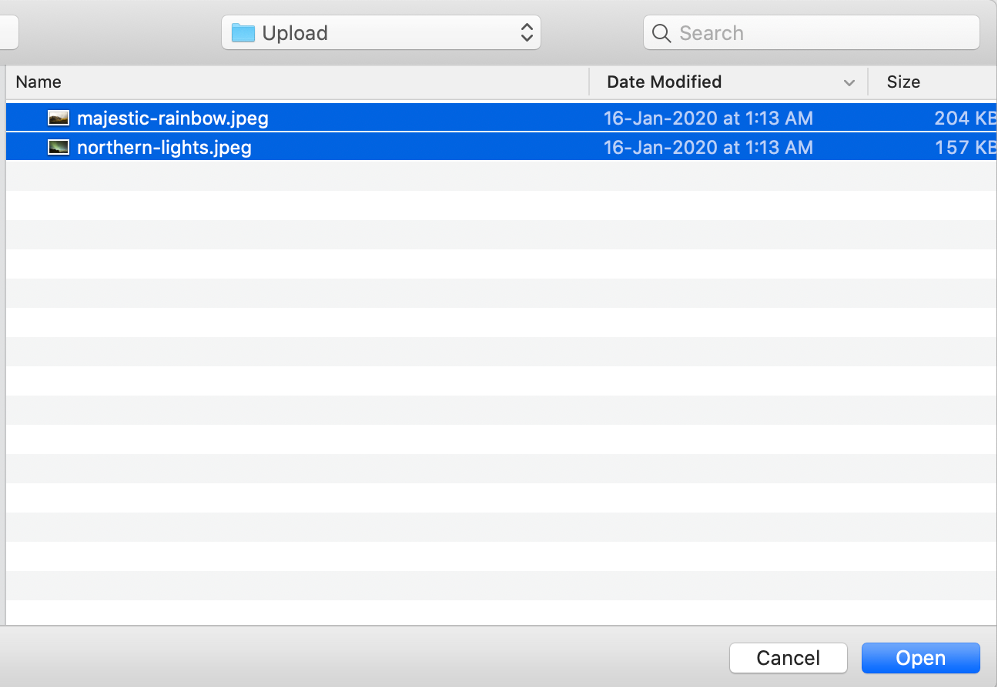 Upload Search
Name Date Modified Size
majestic-rainbow.jpeg 16-Jan-2020 at 1:13 AM 204 KB
northern-lights.jpeg 16-Jan-2020 at 1:13 AM 157 KB
Cancel Open